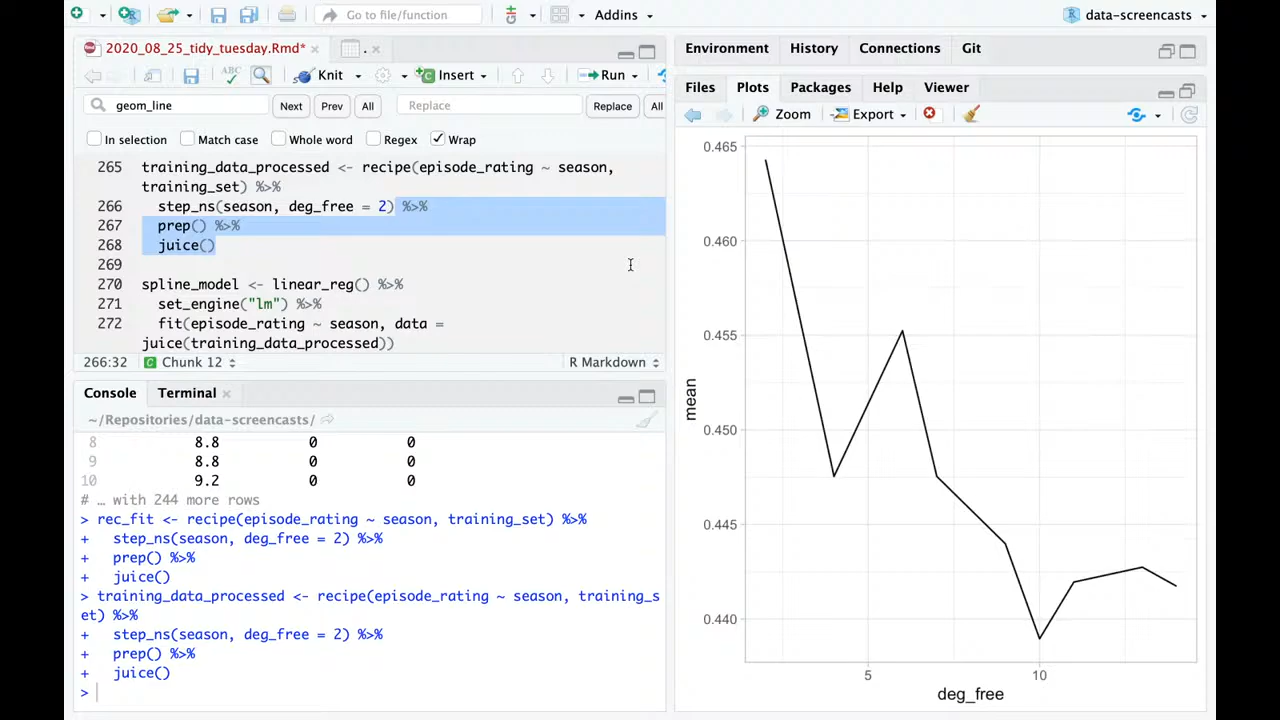 Go to file/function
Addins
data-screencasts
2020_08_25_tidy_tuesday.Rmd*
.
Knit
Insert
Run
geom_line
Next
Prev
All
Replace
Replace
All
In selection
Match case
Whole word
Regex
Wrap
265 training_data_processed <- recipe(episode_rating ~ season,
training_set) %>%
266 step_ns(season, deg_free = 2) %>%
267 prep() %>%
268 juice()
269
270 spline_model <- linear_reg() %>%
271 set_engine("lm") %>%
272 fit(episode_rating ~ season, data =
juice(training_data_processed))
266:32 Chunk 12 R Markdown
Console Terminal
~/Repositories/data-screencasts/
8 8.8 0 0
9 8.8 0 0
10 9.2 0 0
# … with 244 more rows
> rec_fit <- recipe(episode_rating ~ season, training_set) %>%
+ step_ns(season, deg_free = 2) %>%
+ prep() %>%
+ juice()
> training_data_processed <- recipe(episode_rating ~ season, training_s
et) %>%
+ step_ns(season, deg_free = 2) %>%
+ prep() %>%
+ juice()
>
Environment History Connections Git
Files Plots Packages Help Viewer
Zoom Export
0.465
0.460
0.455
0.450
0.445
0.440
mean
5 10
deg_free